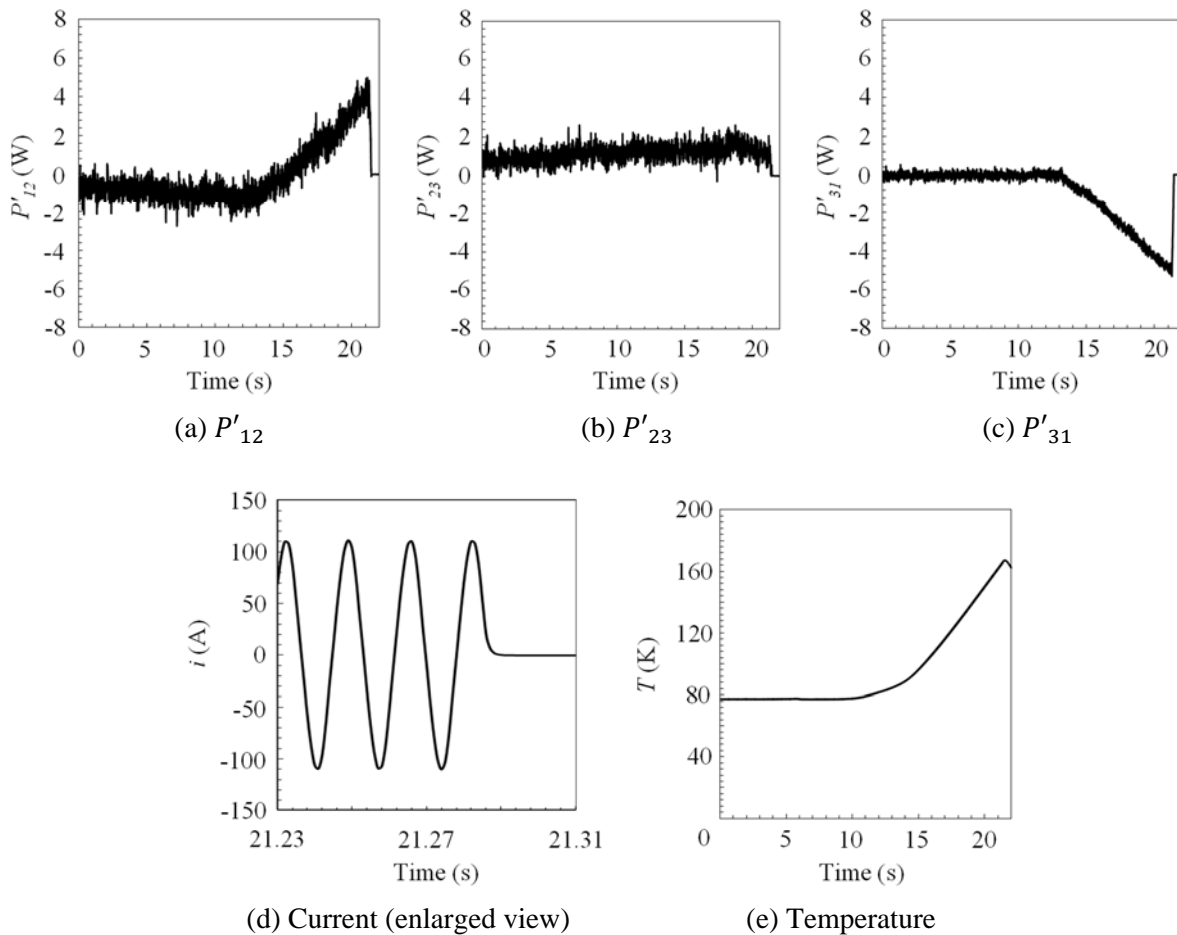 8 8 8
6 6 6
4 4 4
2 2 2
0 0 0
-2 -2 -2
-4 -4 -4
-6 -6 -6
-8 -8 -8
P'12 (W) P'23 (W) P'31 (W)
0 5 10 15 20 0 5 10 15 20 0 5 10 15 20
Time (s) Time (s) Time (s)
(a) P'12 (b) P'23 (c) P'31
150
100
50
0
-50
-100
-150
i (A)
21.23 21.27 21.31
Time (s)
(d) Current (enlarged view)
200
160
120
80
40
T (K)
0 5 10 15 20
Time (s)
(e) Temperature